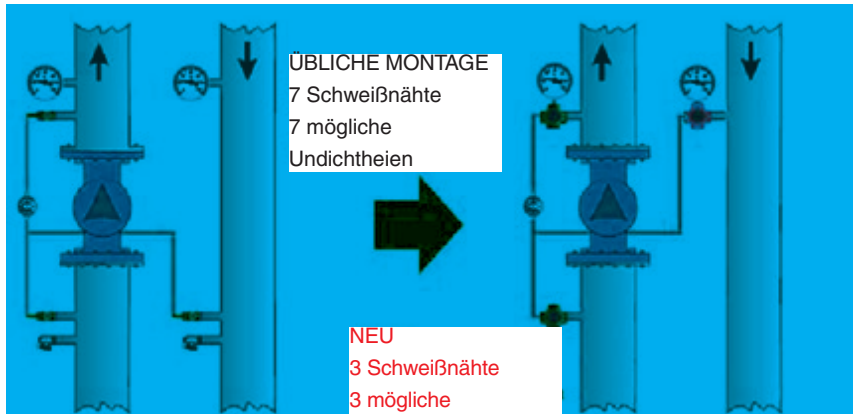 ÜBLICHE MONTAGE
7 Schweißnähte
7 mögliche
Undichtheien
NEU
3 Schweißnähte
3 mögliche